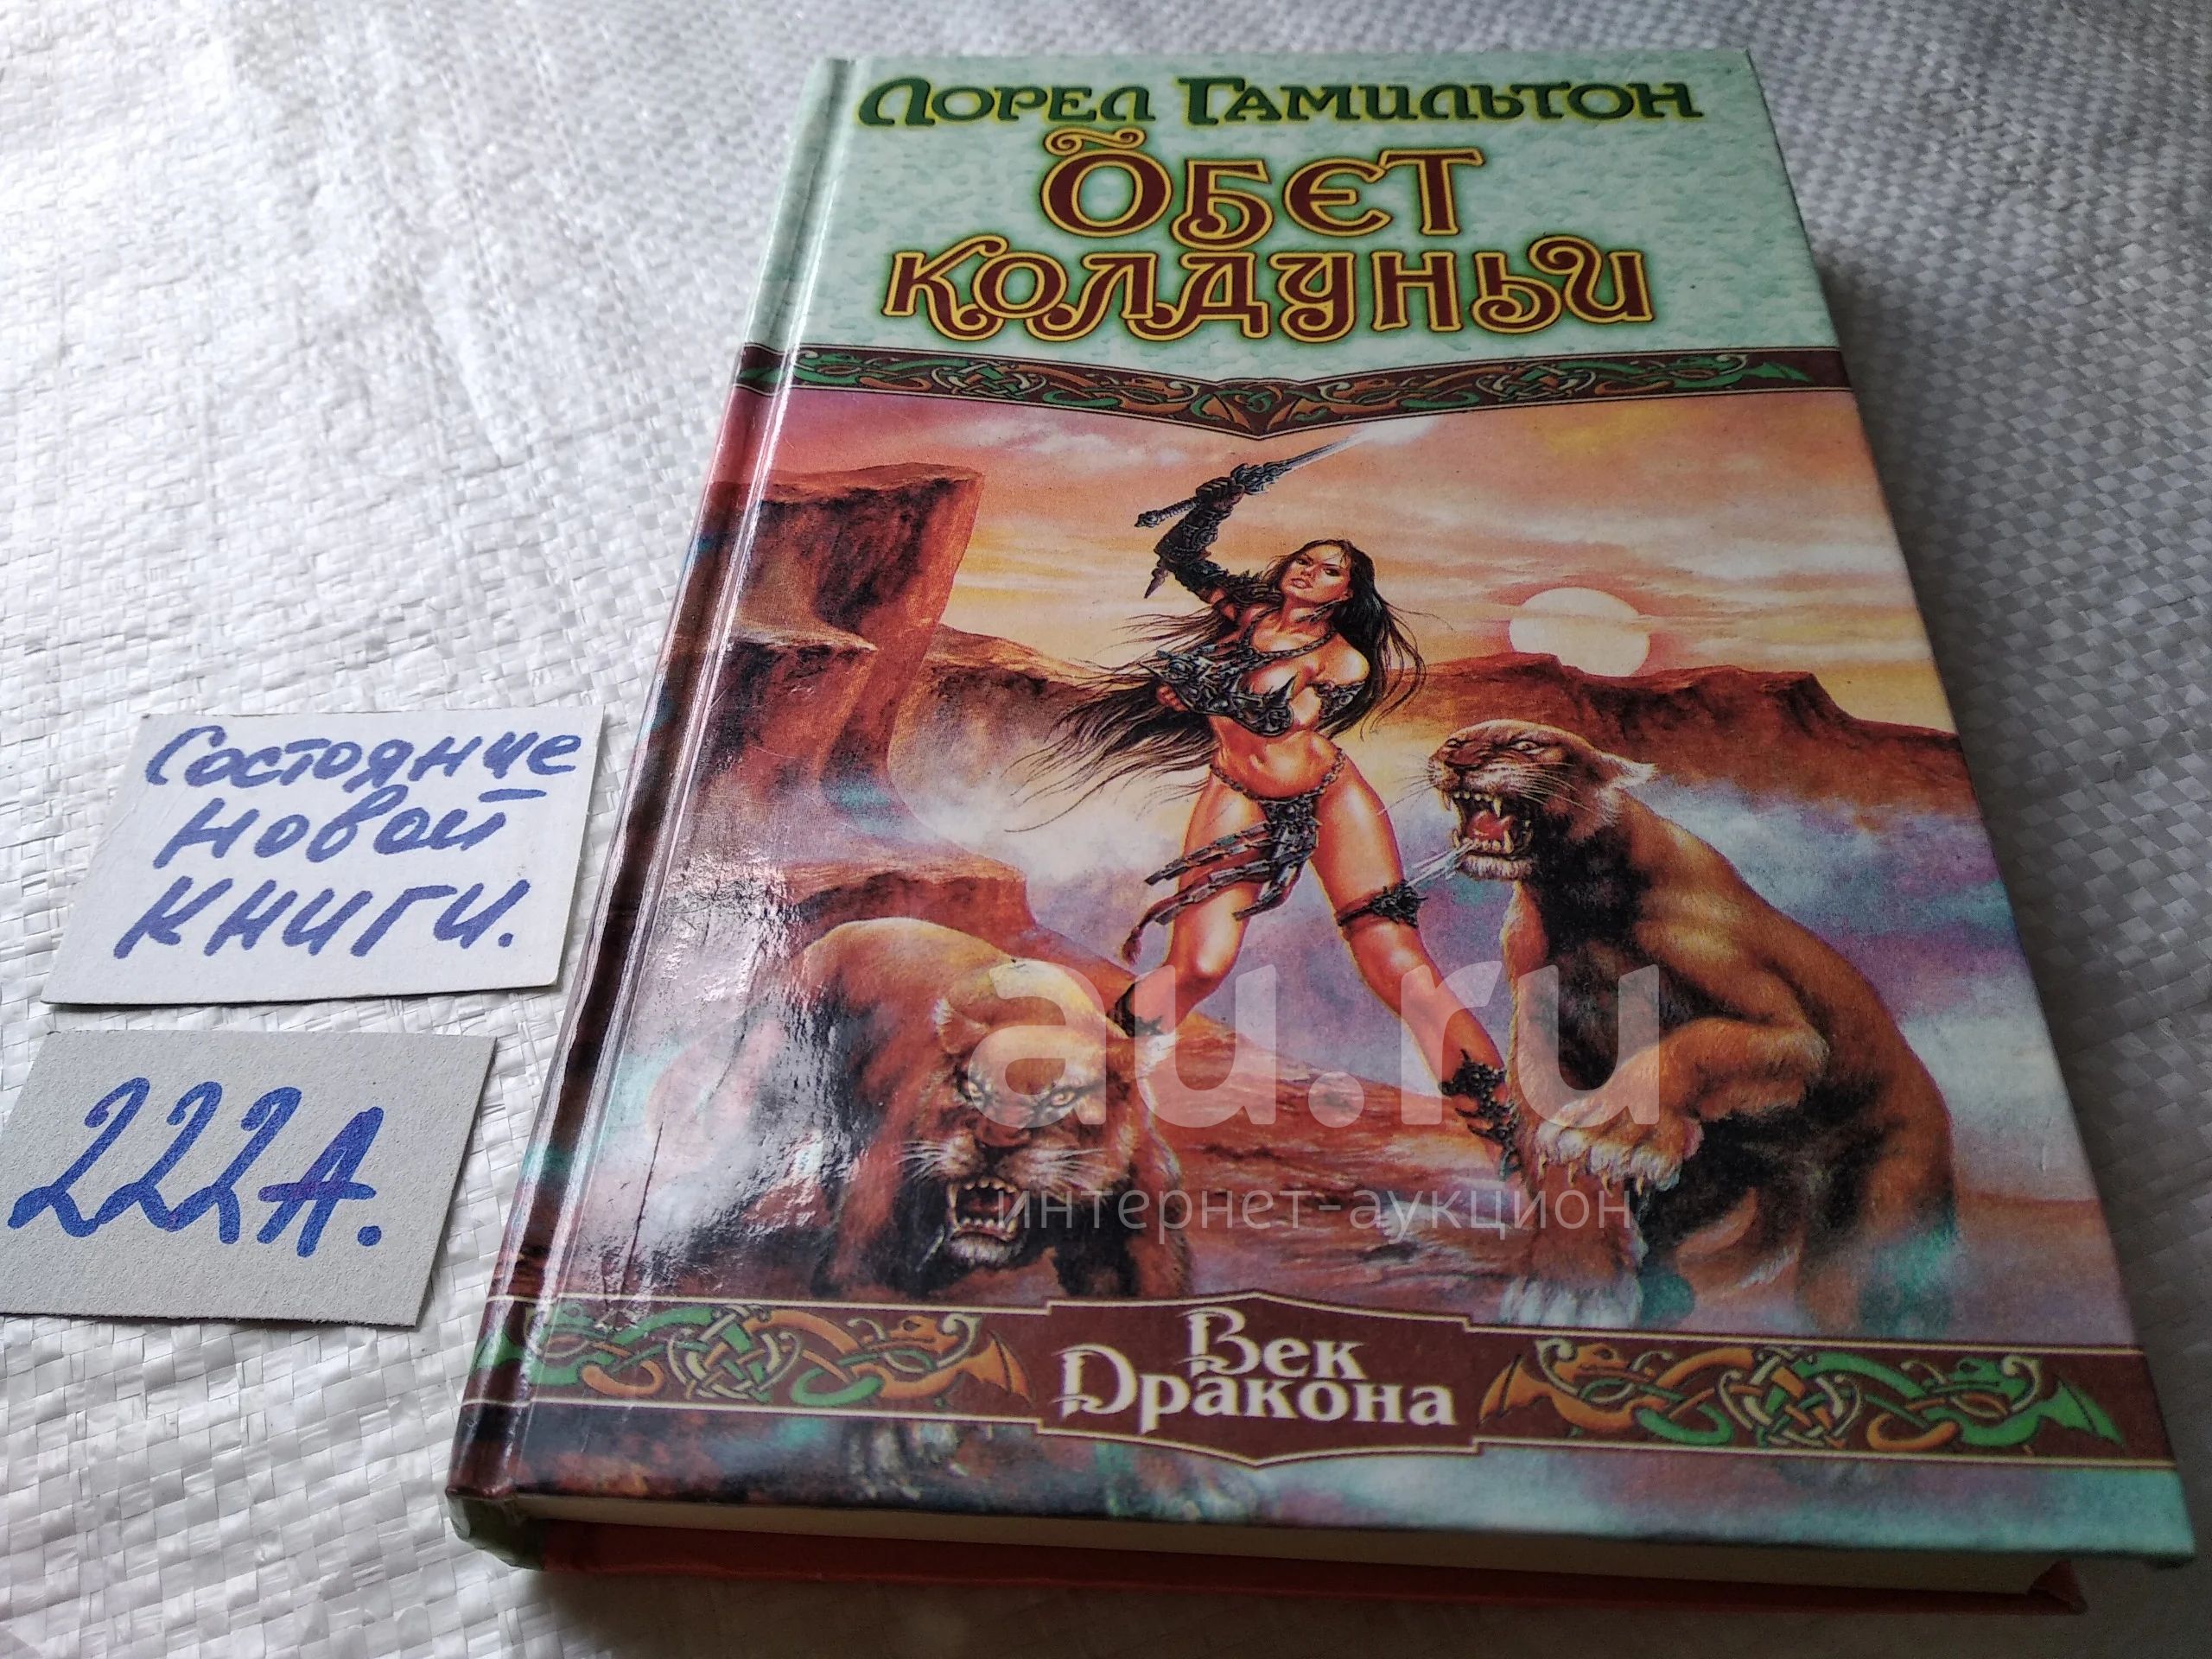 Лорел Гамильтон
Обет
колдуньи
Состояние
новой
книги.
222А.
au.ru
интернет-аукцион
Век
Дракона